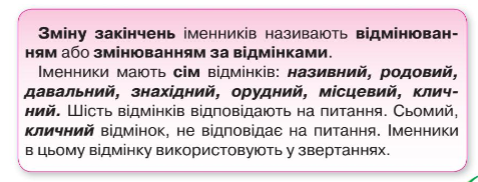 Зміну закінчень іменників називають відмінюван-
ням або змінюванням за відмінками.
Іменники мають сім відмінків: називний, родовий,
давальний, знахідний, орудний, місцевий, клич-
ний. Шість відмінків відповідають на питання. Сьомий,
кличний відмінок, не відповідає на питання. Іменники
в цьому відмінку використовують у звертаннях.